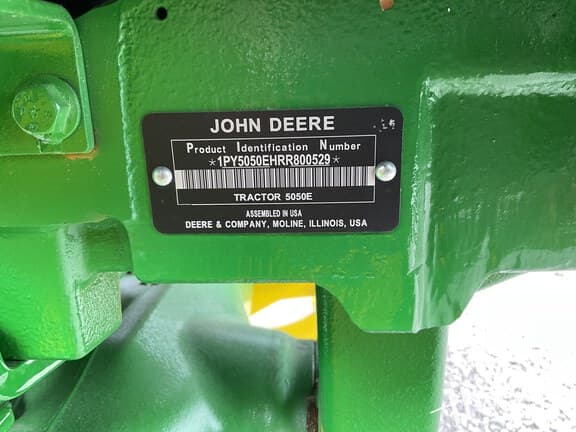 JOHN DEERE
Product Identification Number
*1PY5050EHRR800529*
TRACTOR 5050E
ASSEMBLED IN USA
DEERE & COMPANY, MOLINE, ILLINOIS, USA